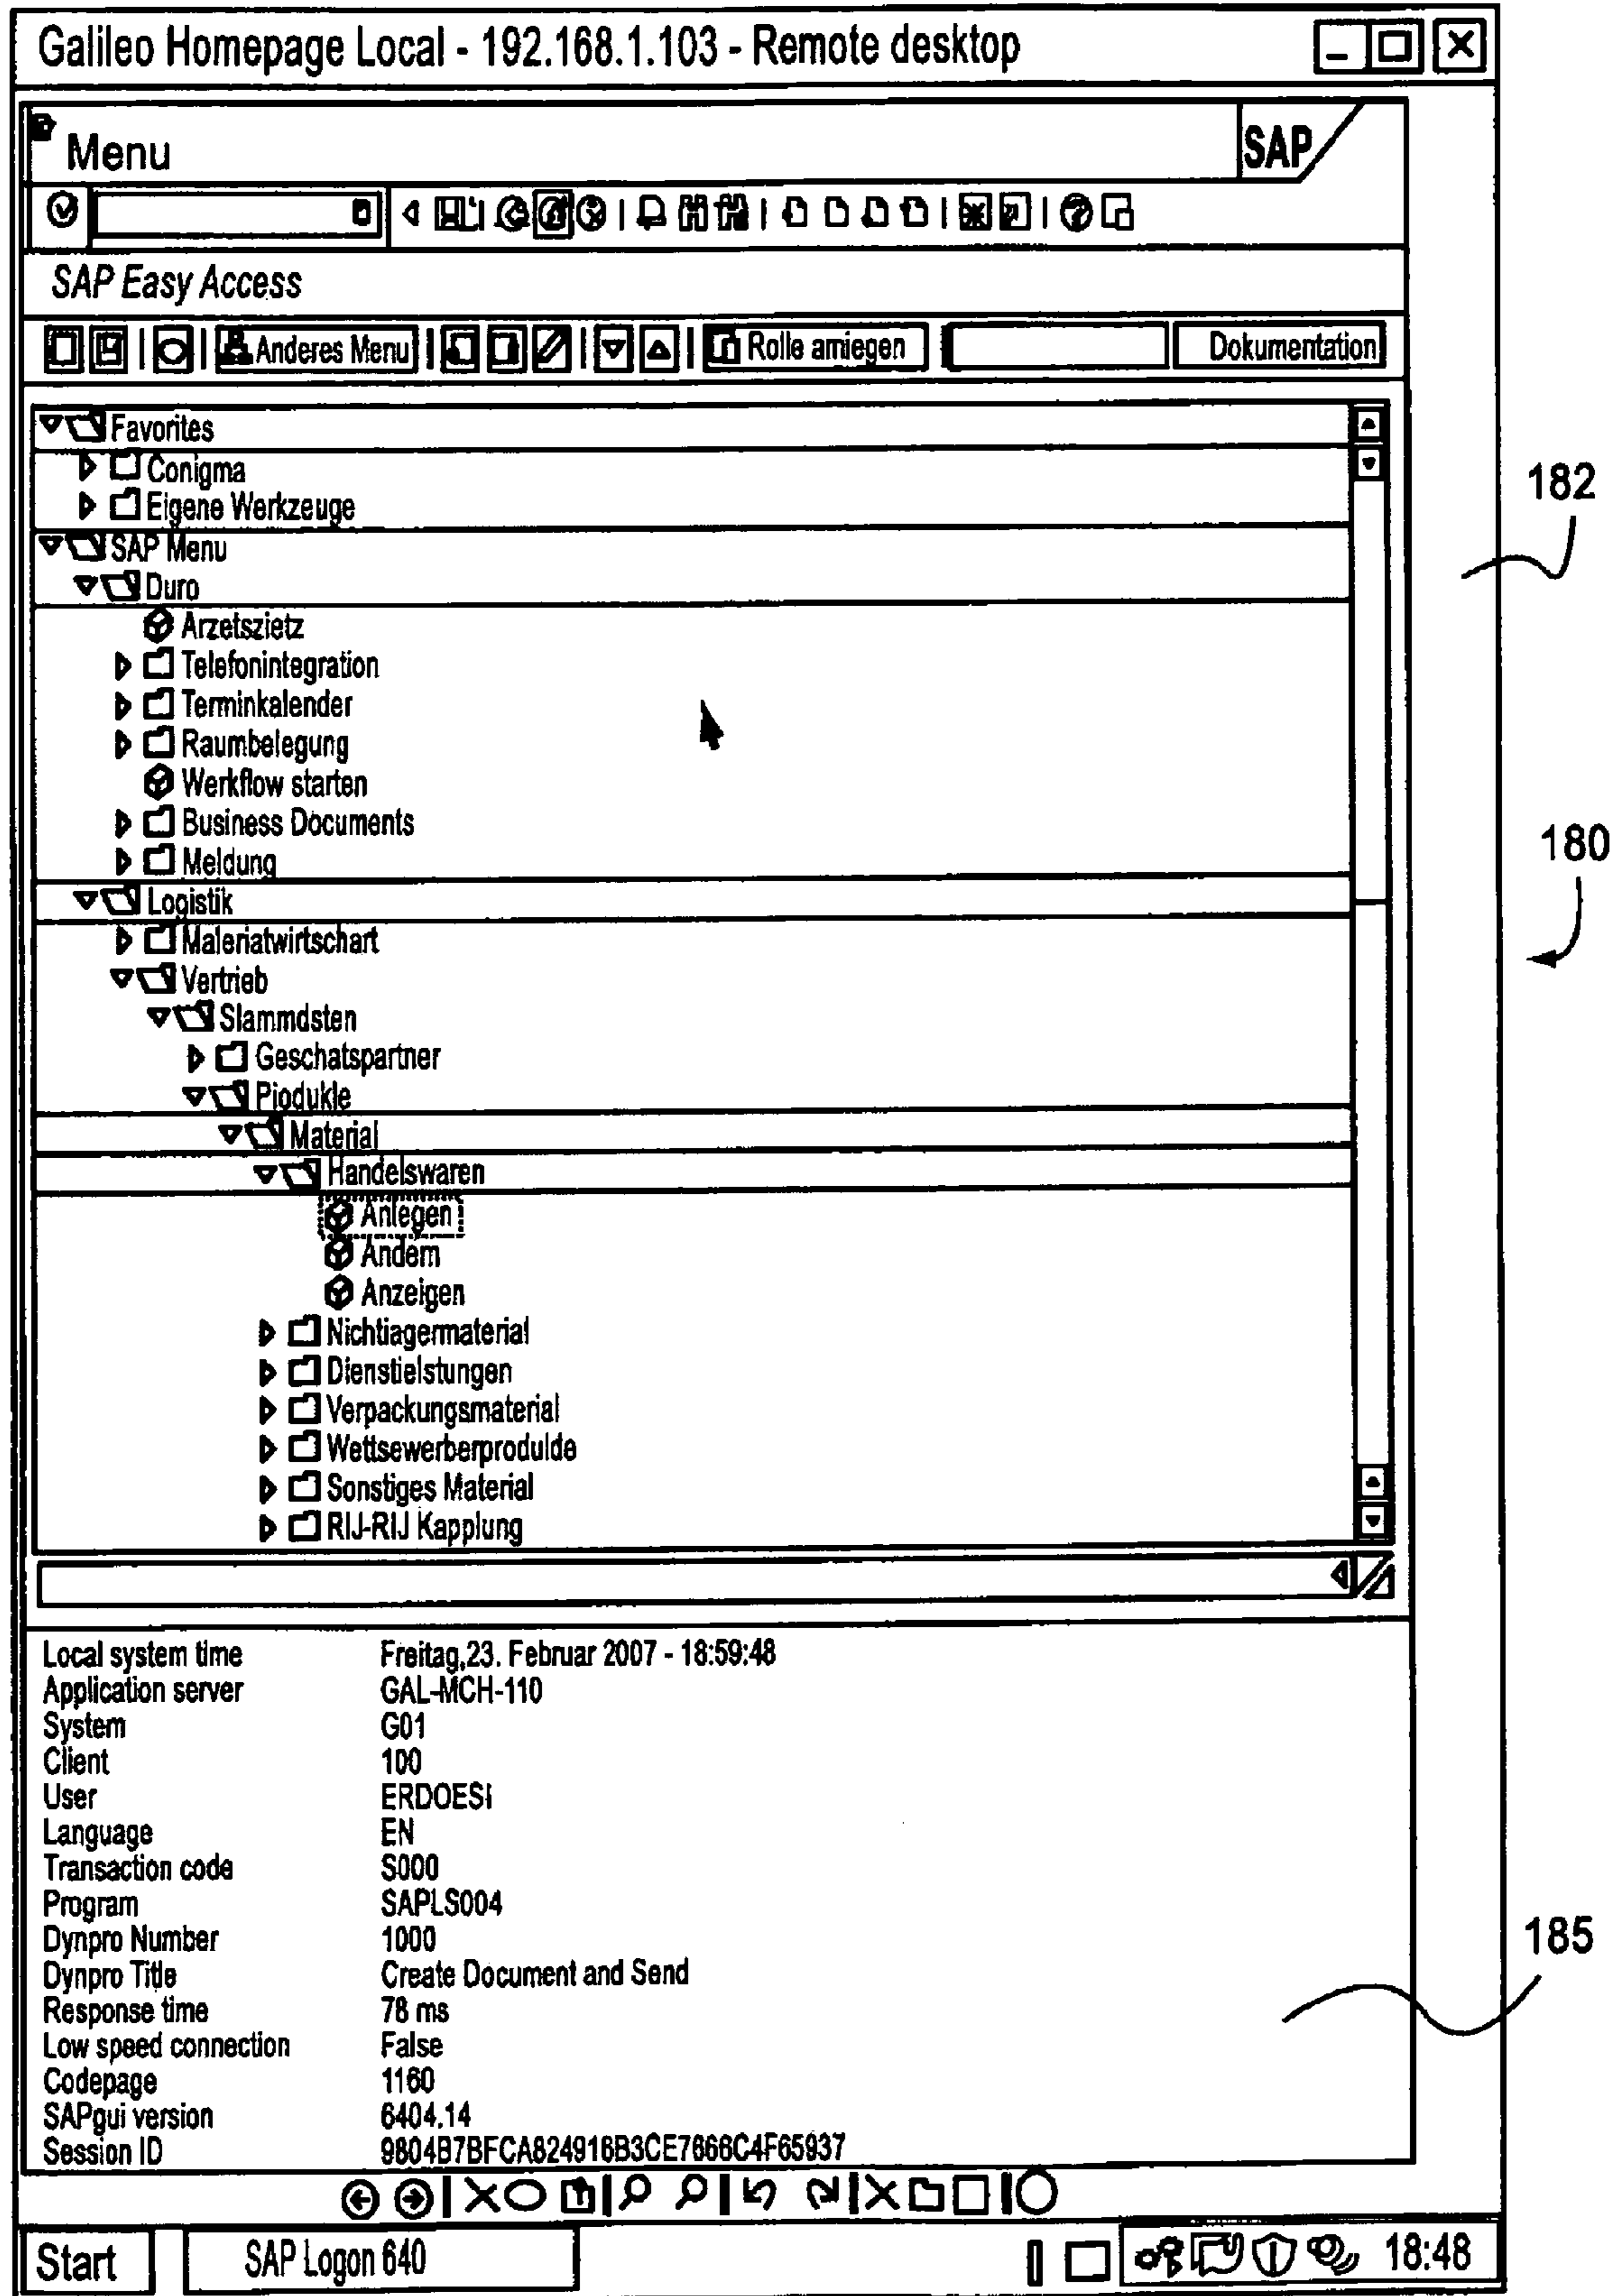 Galileo Homepage Local - 192.168.1.103 - Remote desktop
Menu
SAP
SAP Easy Access
Anderes Menu Rolle amiegen Dokumentation
Favorites
Conigma
Eigene Werkzeuge
182
SAP Menu
Duro
Arzetszietz
Telefonintegration
Terminkalender
Raumbelegung
Werkflow starten
Business Documents
180
Meldung
Logistik
Maleriatwirtschart
Vertrieb
Slammdsten
Geschatspartner
Piodukle
Material
Handelswaren
Anlegen
Andem
Anzeigen
Nichtiagermaterial
Dienstielstungen
Verpackungsmaterial
Wettsewerberprodulde
Sonstiges Material
RIJ-RIJ Kapplung
Local system time Freitag,23. Februar 2007 - 18:59:48
Application server GAL-MCH-110
System G01
Client 100
User ERDOESI
Language EN
Transaction code S000
Program SAPLS004
Dynpro Number 1000
185
Dynpro Title Create Document and Send
Response time 78 ms
Low speed connection False
Codepage 1160
SAPgui version 6404.14
Session ID 9804B7BFCA824916B3CE7666C4F65937
Start SAP Logon 640 18:48